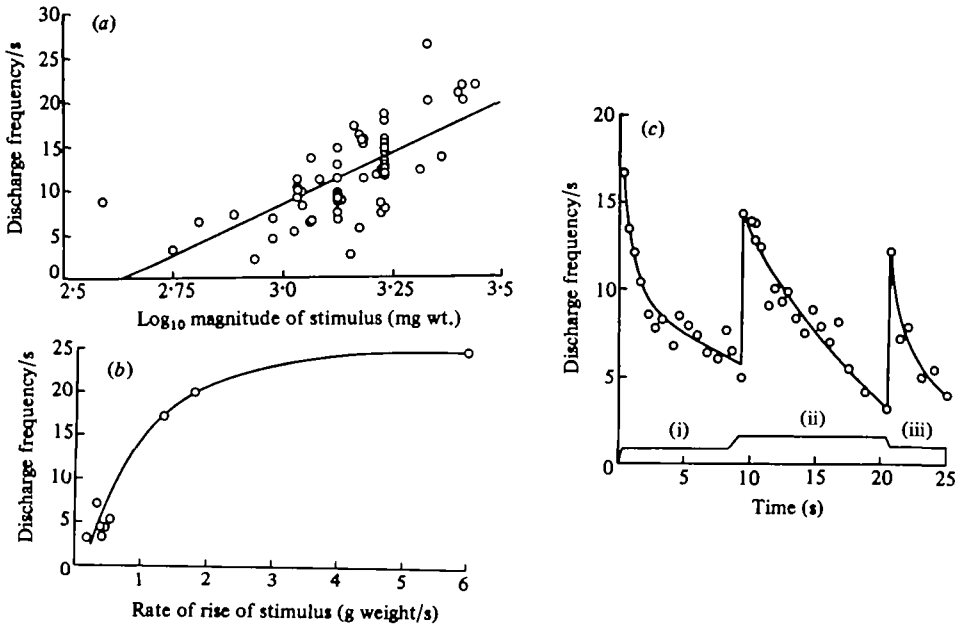 (a)
Discharge frequency/s
30
25
20
15
10
5
0
2·5
2·75
3·0
3·25
3·5
Log₁₀ magnitude of stimulus (mg wt.)
(b)
Discharge frequency/s
25
20
15
10
5
0
1
2
3
4
5
6
Rate of rise of stimulus (g weight/s)
(c)
Discharge frequency/s
20
15
10
5
0
(i)
(ii)
(iii)
5
10
15
20
25
Time (s)